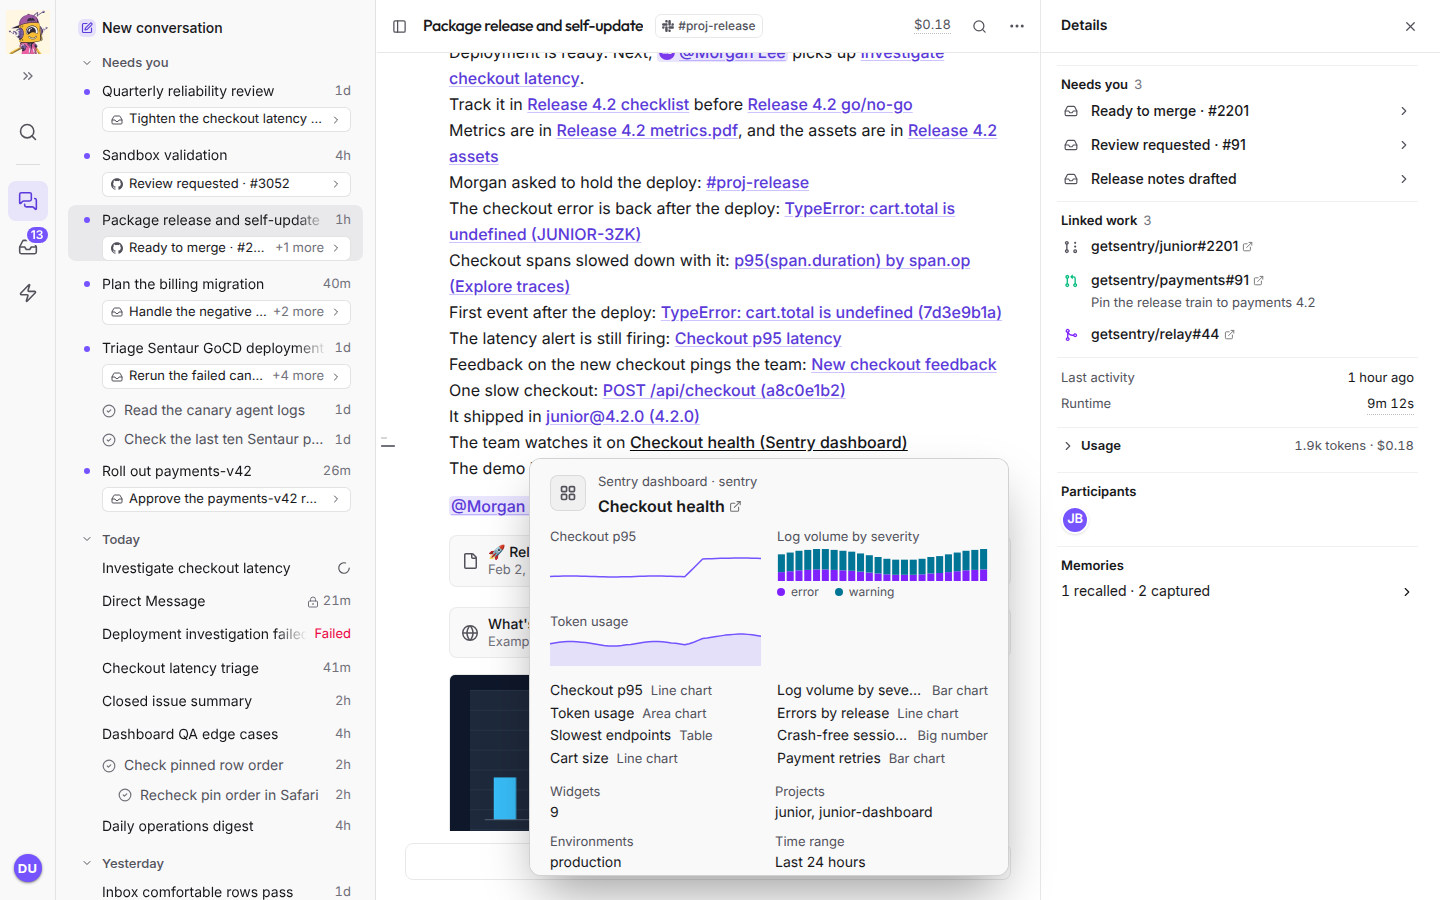 New conversation
Needs you
Quarterly reliability review 1d
Tighten the checkout latency ...
Sandbox validation 4h
Review requested · #3052
Package release and self-update 1h
Ready to merge · #2... +1 more
13
Plan the billing migration 40m
Handle the negative ... +2 more
Triage Sentaur GoCD deployment 1d
Rerun the failed can... +4 more
Read the canary agent logs 1d
Check the last ten Sentaur p... 1d
Roll out payments-v42 26m
Approve the payments-v42 r...
Today
Investigate checkout latency
Direct Message 21m
Deployment investigation failed Failed
Checkout latency triage 41m
Closed issue summary 2h
Dashboard QA edge cases 4h
Check pinned row order 2h
Recheck pin order in Safari 2h
Daily operations digest 4h
Yesterday
Inbox comfortable rows pass 1d
DU
Package release and self-update #proj-release $0.18
Deployment is ready. Next, @Morgan Lee picks up investigate
checkout latency.
Track it in Release 4.2 checklist before Release 4.2 go/no-go
Metrics are in Release 4.2 metrics.pdf, and the assets are in Release 4.2
assets
Morgan asked to hold the deploy: #proj-release
The checkout error is back after the deploy: TypeError: cart.total is
undefined (JUNIOR-3ZK)
Checkout spans slowed down with it: p95(span.duration) by span.op
(Explore traces)
First event after the deploy: TypeError: cart.total is undefined (7d3e9b1a)
The latency alert is still firing: Checkout p95 latency
Feedback on the new checkout pings the team: New checkout feedback
One slow checkout: POST /api/checkout (a8c0e1b2)
It shipped in junior@4.2.0 (4.2.0)
The team watches it on Checkout health (Sentry dashboard)
The demo
@Morgan
🚀 Rel
Feb 2,
What's
Examp
Sentry dashboard · sentry
Checkout health
Checkout p95
Log volume by severity
error warning
Token usage
Checkout p95 Line chart
Log volume by seve... Bar chart
Token usage Area chart
Errors by release Line chart
Slowest endpoints Table
Crash-free sessio... Big number
Cart size Line chart
Payment retries Bar chart
Widgets
9
Projects
junior, junior-dashboard
Environments
production
Time range
Last 24 hours
Details
Needs you 3
Ready to merge · #2201
Review requested · #91
Release notes drafted
Linked work 3
getsentry/junior#2201
getsentry/payments#91
Pin the release train to payments 4.2
getsentry/relay#44
Last activity 1 hour ago
Runtime 9m 12s
Usage 1.9k tokens · $0.18
Participants
JB
Memories
1 recalled · 2 captured